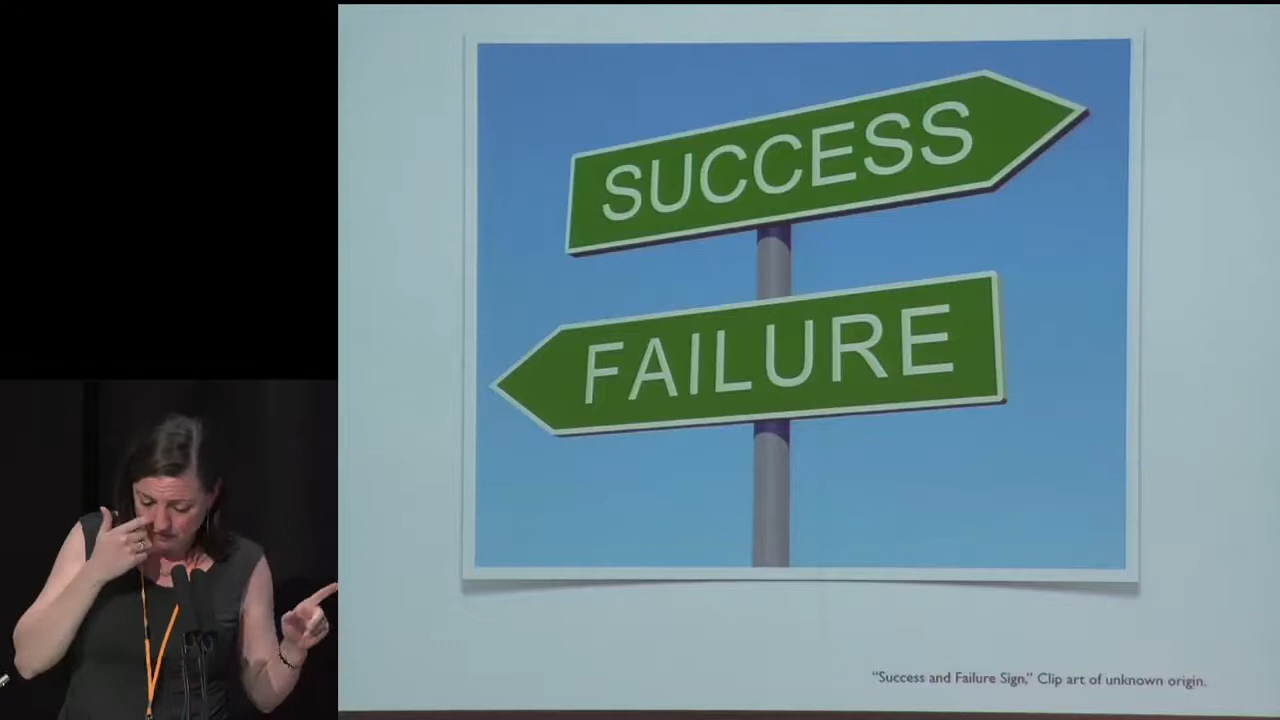 SUCCESS
FAILURE
"Success and Failure Sign," Clip art of unknown origin.